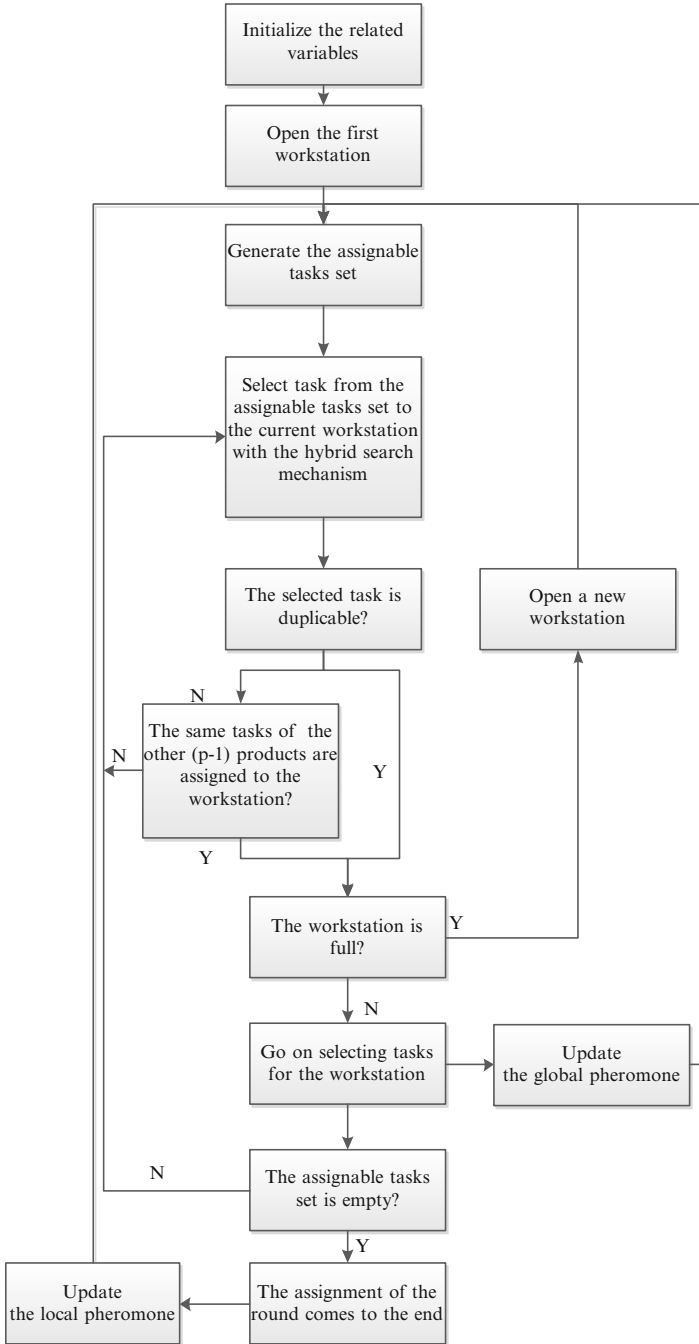 Initialize the related
variables
Open the first
workstation
Generate the assignable
tasks set
Select task from the
assignable tasks set to
the current workstation
with the hybrid search
mechanism
The selected task is
duplicable?
Open a new
workstation
N
The same tasks of the
other (p-1) products are
assigned to the
workstation?
N
Y
Y
The workstation is
full?
Y
N
Go on selecting tasks
for the workstation
Update
the global pheromone
The assignable tasks
set is empty?
N
Y
Update
the local pheromone
The assignment of the
round comes to the end